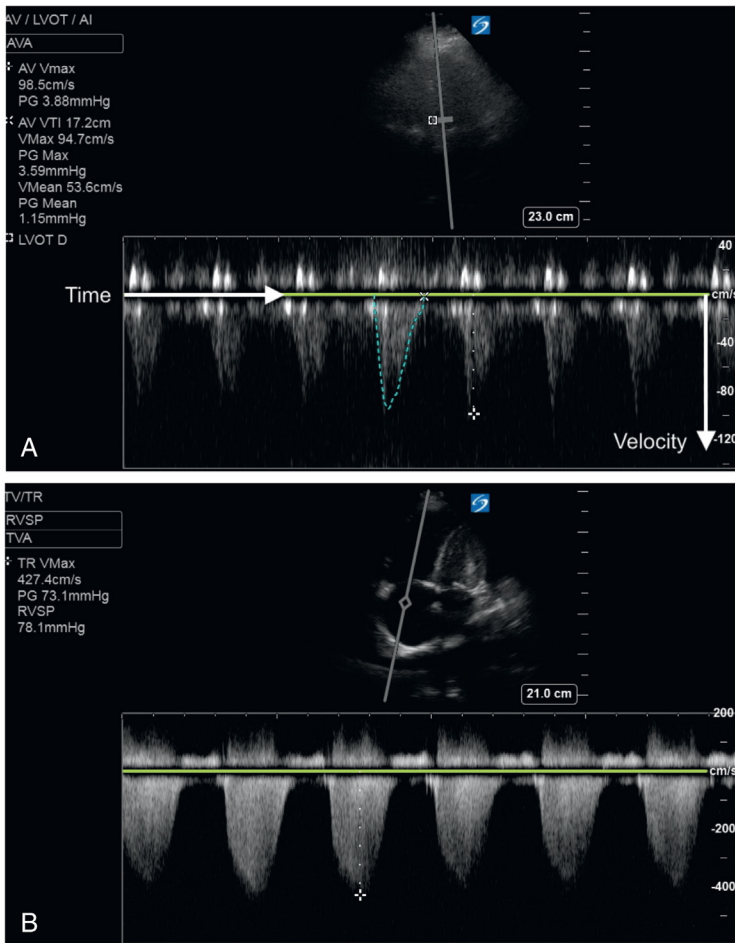 AV / LVOT / AI
AVA
AV Vmax
98.5cm/s
PG 3.88mmHg
AV VTI 17.2cm
VMax 94.7cm/s
PG Max
3.59mmHg
VMean 53.6cm/s
PG Mean
1.15mmHg
LVOT D
23.0 cm
40
Time
cm/s
-40
-80
-120
Velocity
A
TV/TR
RVSP
TVA
TR VMax
427.4cm/s
PG 73.1mmHg
RVSP
78.1mmHg
21.0 cm
200
cm/s
-200
-400
B